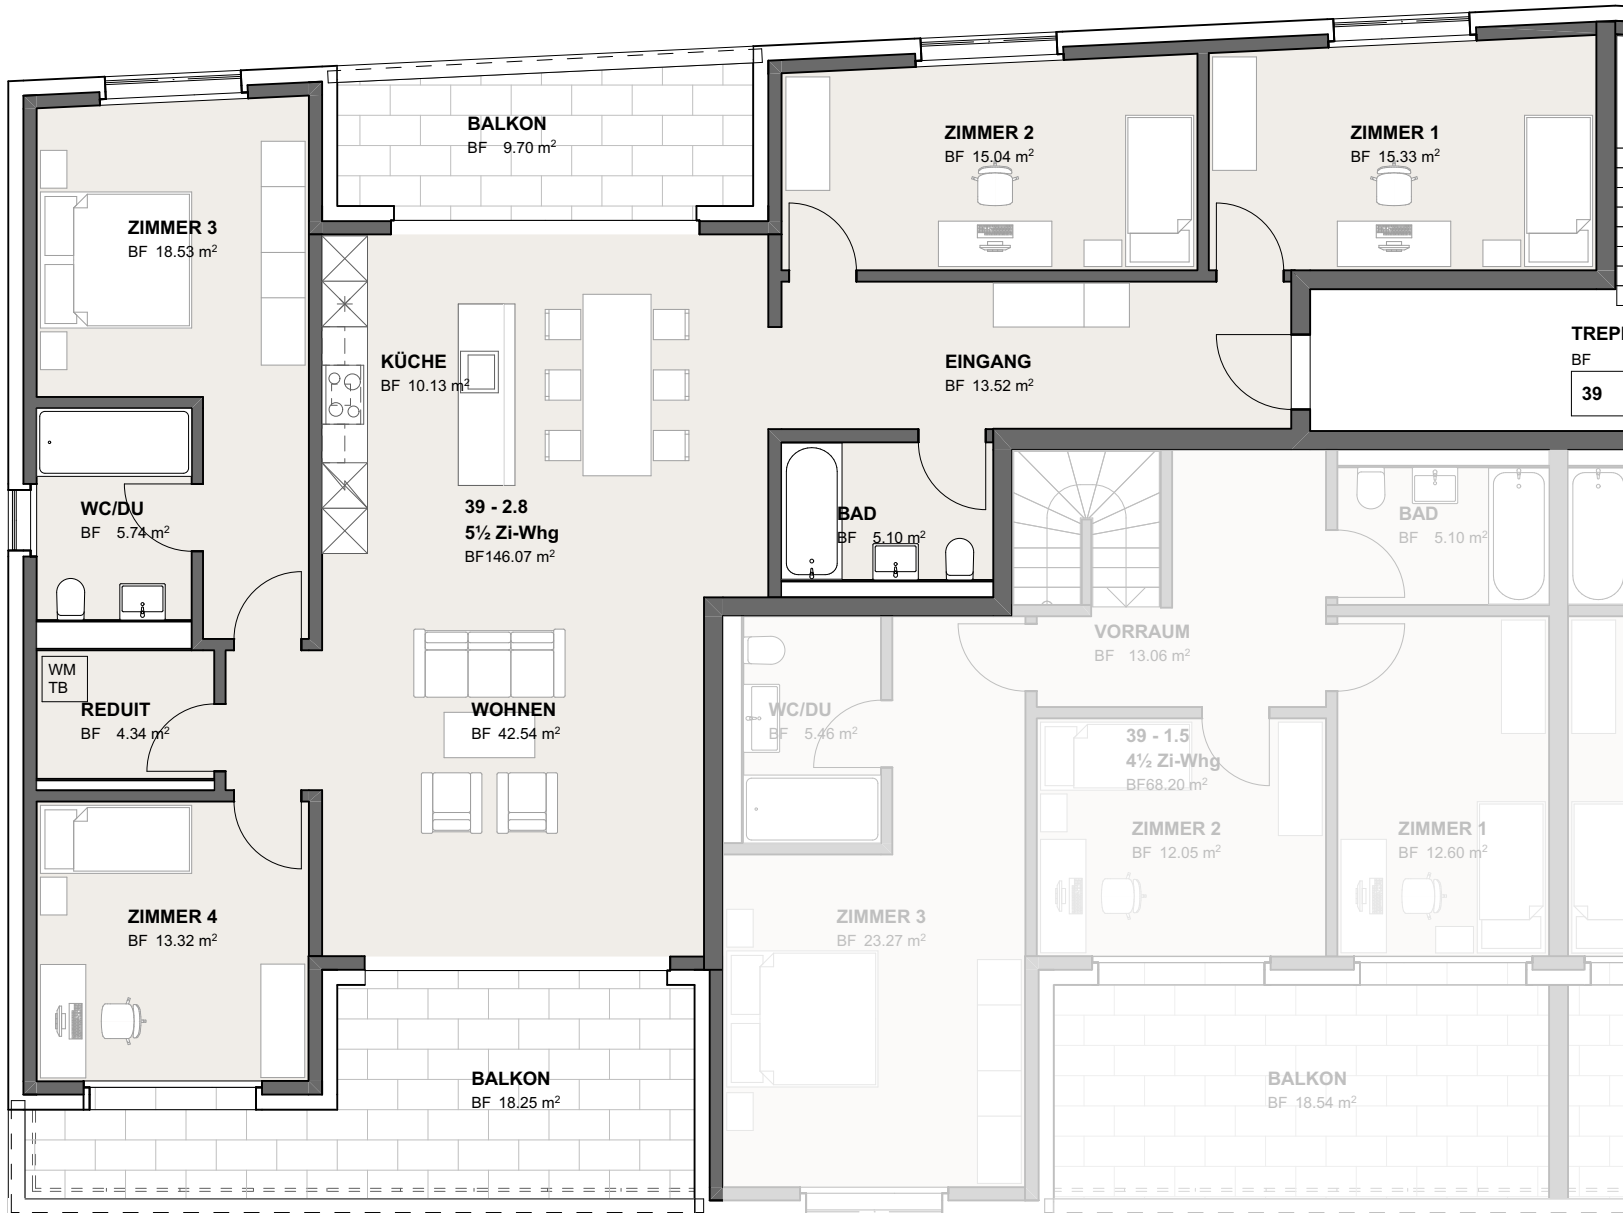 BALKON
BF 9.70 m²
ZIMMER 2
BF 15.04 m²
ZIMMER 1
BF 15.33 m²
ZIMMER 3
BF 18.53 m²
KÜCHE
BF 10.13 m²
EINGANG
BF 13.52 m²
TREP
BF
39
WC/DU
BF 5.74 m²
39 - 2.8
5½ Zi-Whg
BF146.07 m²
BAD
BF 5.10 m²
BAD
BF 5.10 m²
VORRAUM
BF 13.06 m²
WM
TB
REDUIT
BF 4.34 m²
WOHNEN
BF 42.54 m²
WC/DU
BF 5.46 m²
39 - 1.5
4½ Zi-Whg
BF68.20 m²
ZIMMER 2
BF 12.05 m²
ZIMMER 1
BF 12.60 m²
ZIMMER 4
BF 13.32 m²
ZIMMER 3
BF 23.27 m²
BALKON
BF 18.25 m²
BALKON
BF 18.54 m²